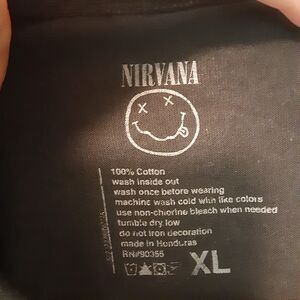 NIRVANA
100% Cotton
wash inside out
wash once before wearing
machine wash cold with like colors
use non-chlorine bleach when needed
tumble dry low
do not iron decoration
made in Honduras
RN#90355
XL